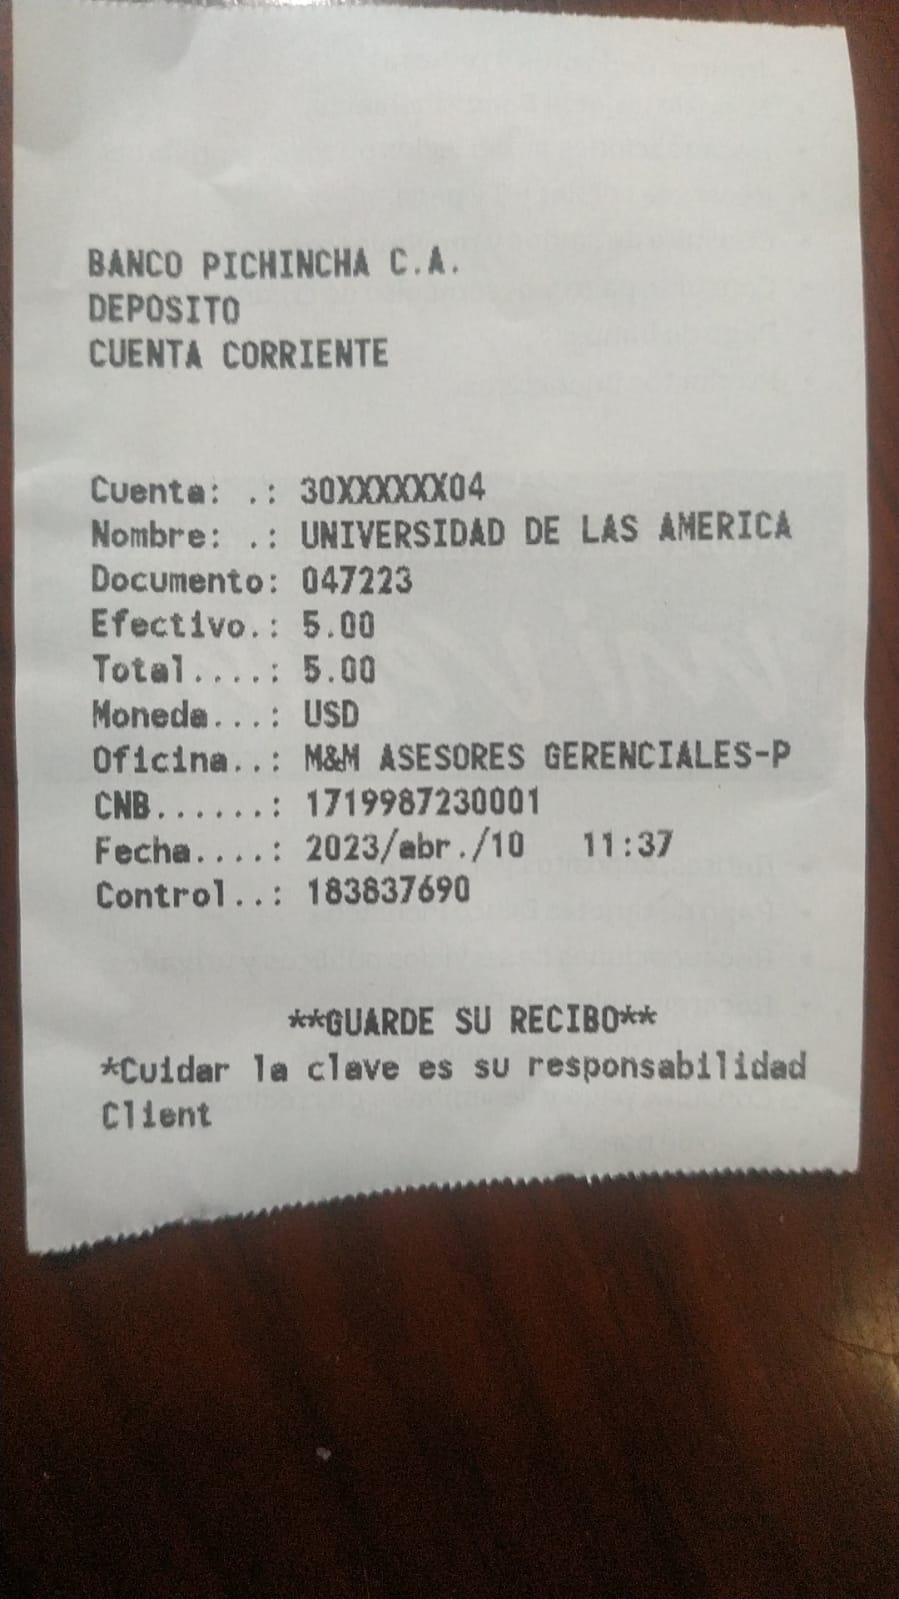 BANCO PICHINCHA C.A.
DEPOSITO
CUENTA CORRIENTE
Cuenta: .: 30XXXXXX04
Nombre: .: UNIVERSIDAD DE LAS AMERICA
Documento: 047223
Efectivo.: 5.00
Total....: 5.00
Moneda...: USD
Oficina..: M&M ASESORES GERENCIALES-P
CNB......: 1719987230001
Fecha....: 2023/abr./10 11:37
Control..: 183837690
**GUARDE SU RECIBO**
*Cuidar la clave es su responsabilidad
Client